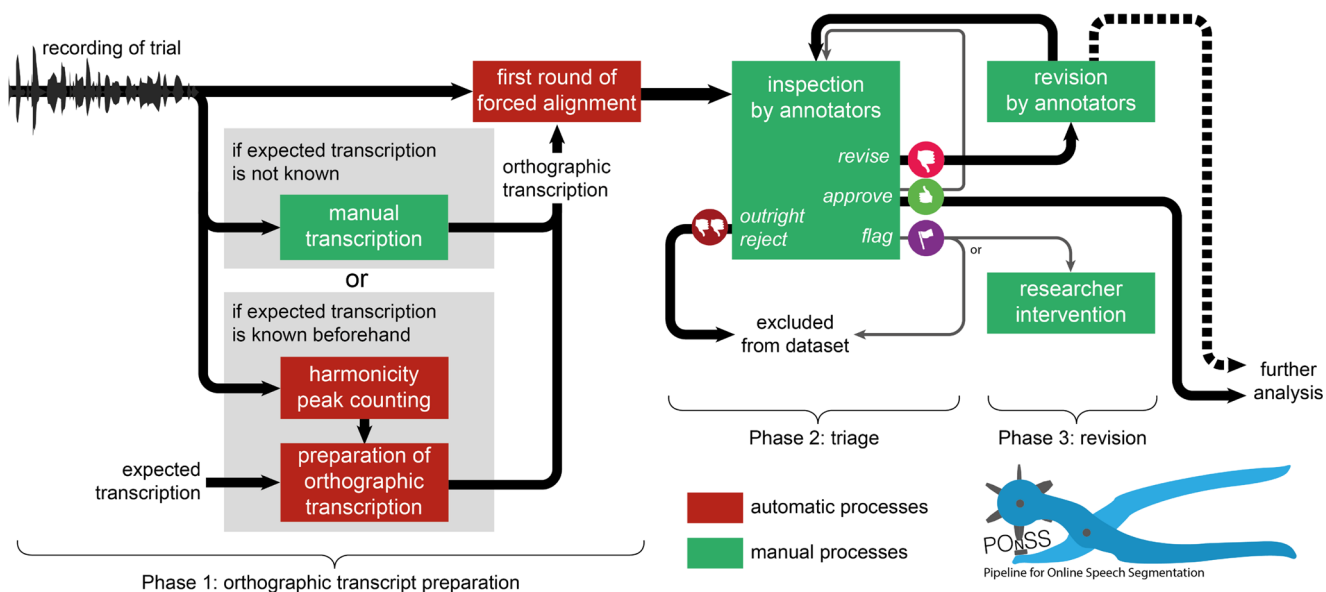 recording of trial
first round of
forced alignment
if expected transcription
is not known
manual
transcription
orthographic
transcription
or
if expected transcription
is known beforehand
harmonicity
peak counting
expected
transcription
preparation of
orthographic
transcription
Phase 1: orthographic transcript preparation
inspection
by annotators
revise
approve
flag
outright
reject
or
excluded
from dataset
Phase 2: triage
revision
by annotators
researcher
intervention
further
analysis
Phase 3: revision
automatic processes
manual processes
PONSS
Pipeline for Online Speech Segmentation